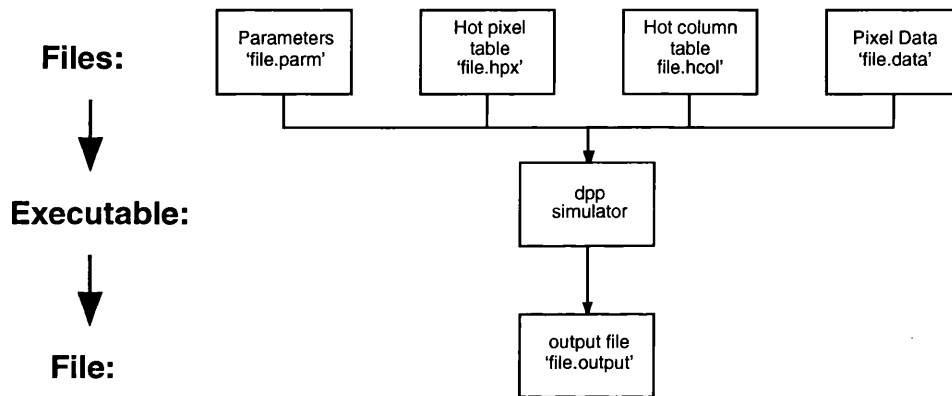 Files:
Parameters
'file.parm'
Hot pixel
table
'file.hpx'
Hot column
table
file.hcol'
Pixel Data
'file.data'
Executable:
dpp
simulator
File:
output file
'file.output'